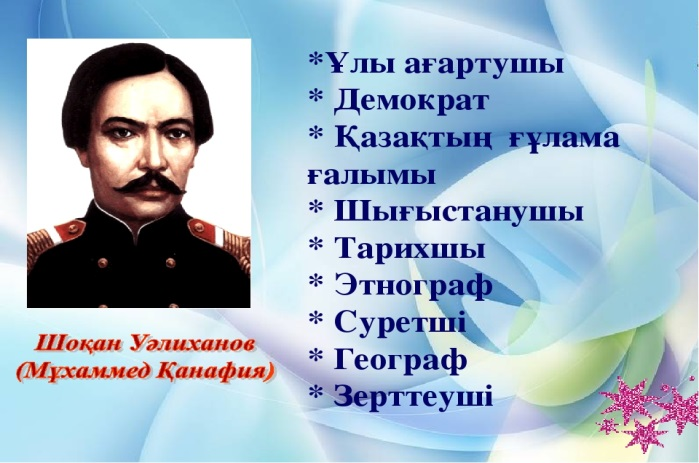 *Ұлы ағартушы
* Демократ
* Қазақтың ғұлама
ғалымы
* Шығыстанушы
* Тарихшы
* Этнограф
* Суретші
* Географ
* Зерттеуші
Шоқан Уәлиханов
(Мұхаммед Қанафия)